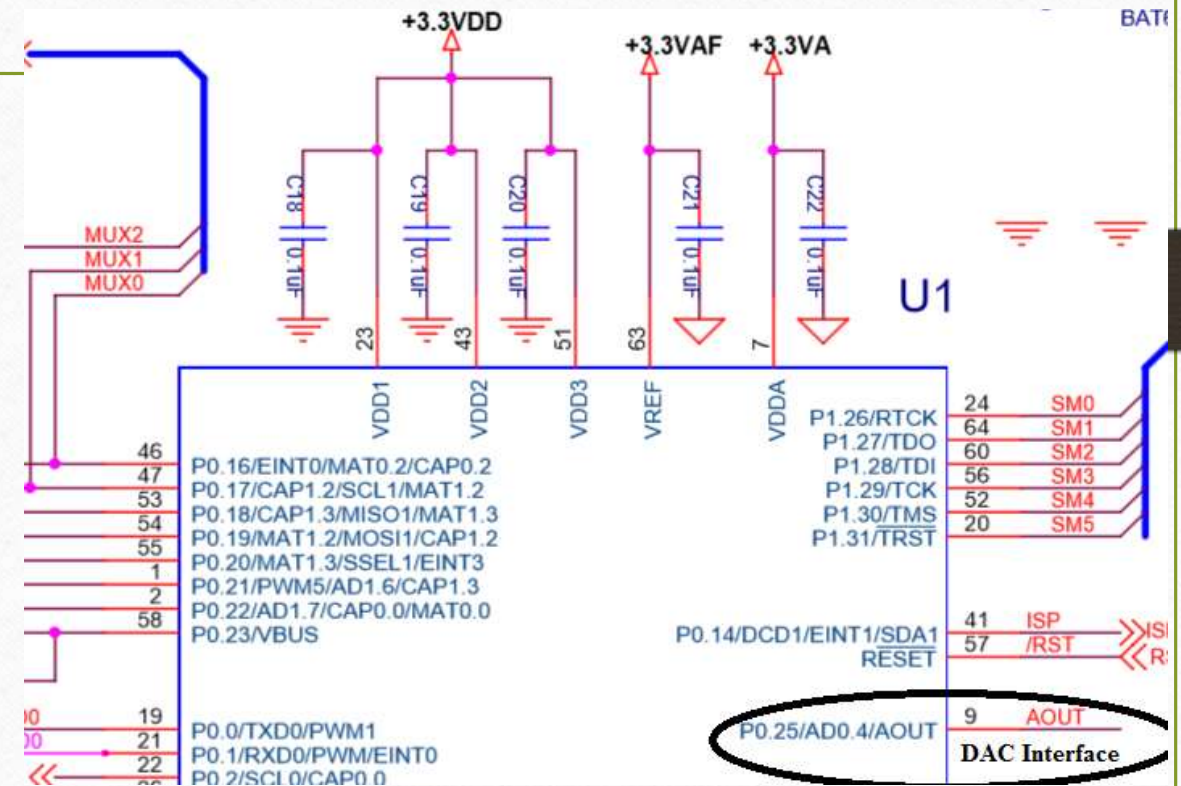 +3.3VDD
BAT
+3.3VAF
+3.3VA
C18
0.1uF
C19
0.1uF
C20
0.1uF
C21
0.1uF
C22
0.1uF
MUX2
MUX1
MUX0
U1
23
43
51
63
7
VDD1
VDD2
VDD3
VREF
VDDA
46
P0.16/EINT0/MAT0.2/CAP0.2
47
P0.17/CAP1.2/SCL1/MAT1.2
53
P0.18/CAP1.3/MISO1/MAT1.3
54
P0.19/MAT1.2/MOSI1/CAP1.2
55
P0.20/MAT1.3/SSEL1/EINT3
1
P0.21/PWM5/AD1.6/CAP1.3
2
P0.22/AD1.7/CAP0.0/MAT0.0
58
P0.23/VBUS
19
P0.0/TXD0/PWM1
21
P0.1/RXD0/PWM/EINT0
22
P0.2/SCL0/CAP0.0
P1.26/RTCK 24 SM0
P1.27/TDO 64 SM1
P1.28/TDI 60 SM2
P1.29/TCK 56 SM3
P1.30/TMS 52 SM4
P1.31/TRST 20 SM5
P0.14/DCD1/EINT1/SDA1 41 ISP
RESET 57 /RST
P0.25/AD0.4/AOUT 9 AOUT
DAC Interface